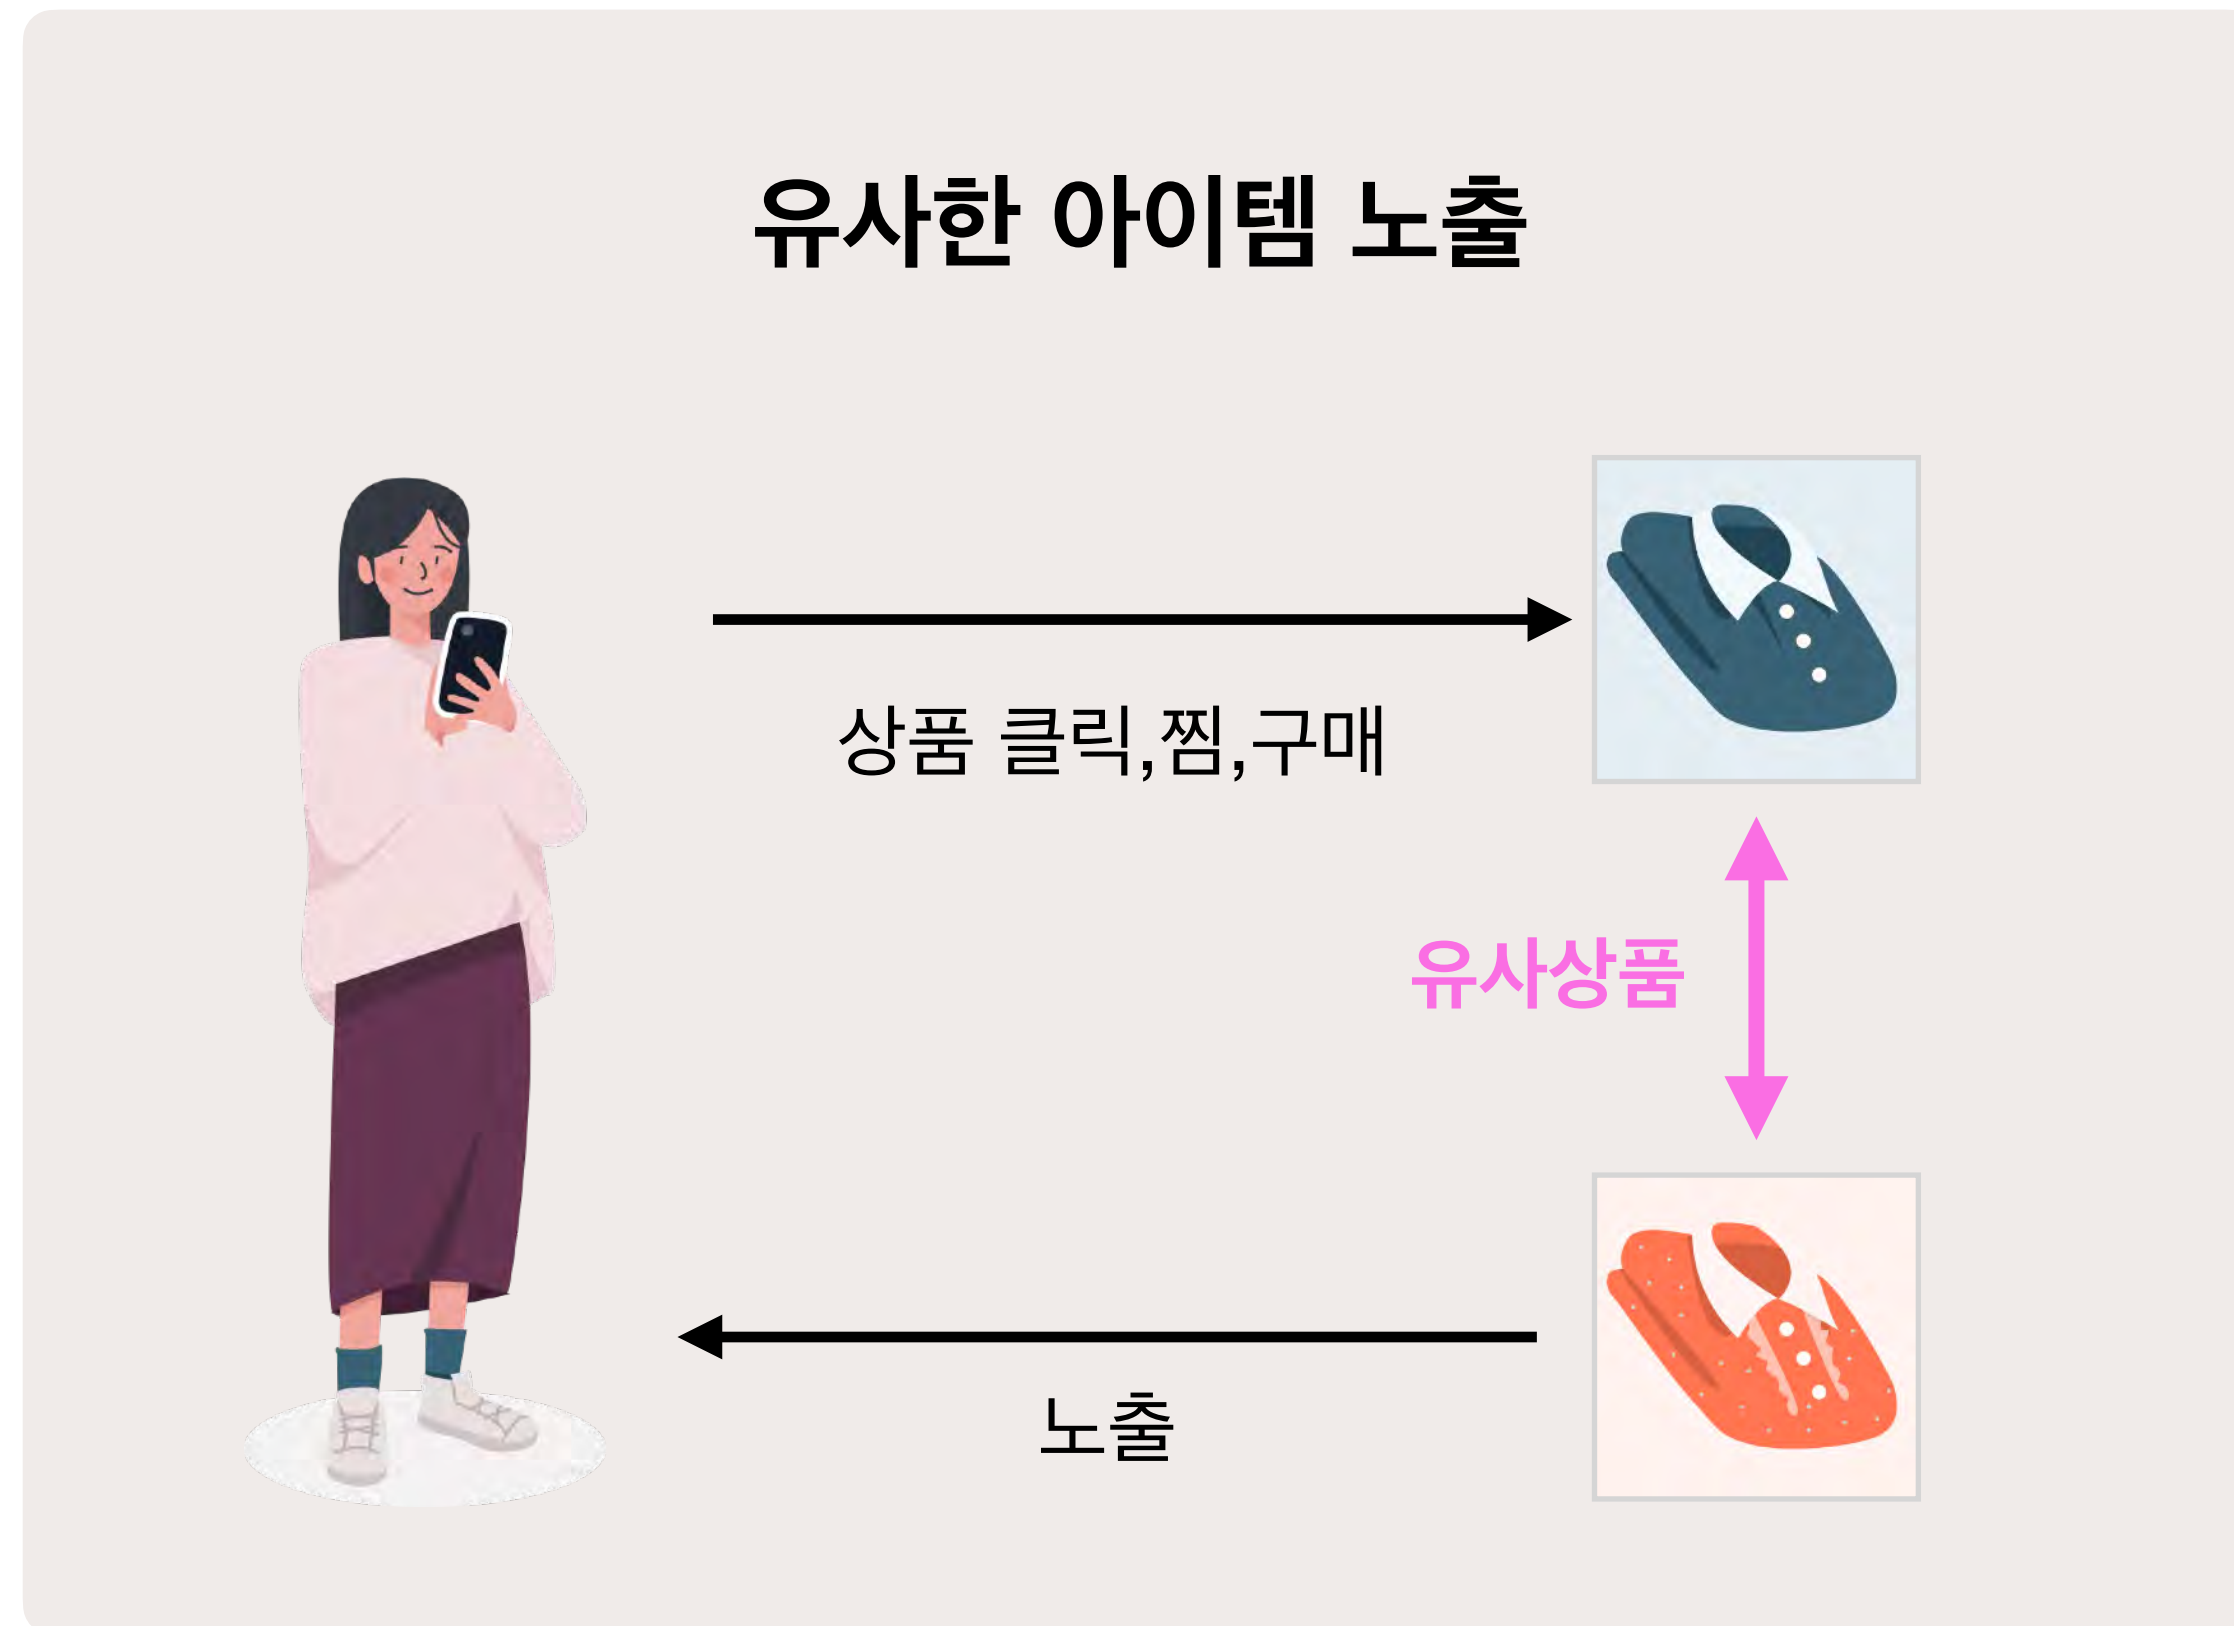 유사한 아이템 노출
상품 클릭,찜,구매
유사상품
노출